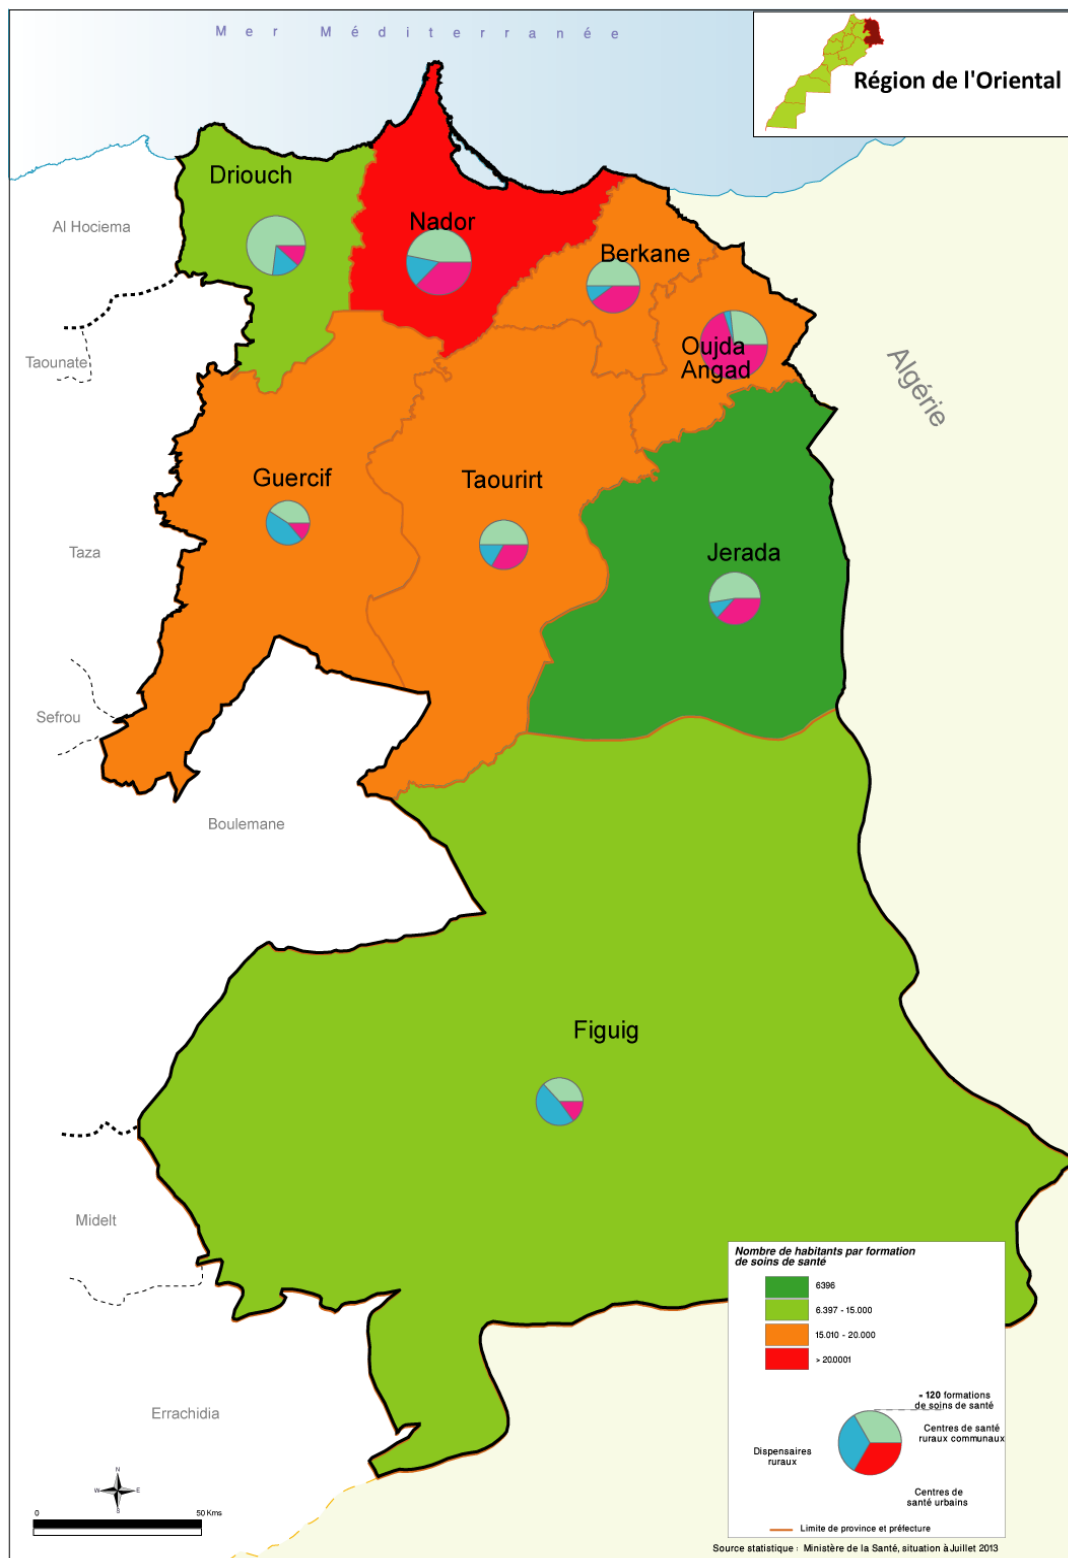 Mer Méditerranée
Région de l'Oriental
Driouch
Nador
Al Hociema
Berkane
Oujda
Angad
Taounate
Algérie
Guercif
Taourirt
Taza
Jerada
Sefrou
Boulemane
Figuig
Midelt
Errachidia
Nombre de habitants par formation
de soins de santé
6396
6.397 - 15.000
15.010 - 20.000
> 20.0001
- 120 formations
de soins de santé
Centres de santé
ruraux communaux
Dispensaires
ruraux
Centres de
santé urbains
Limite de province et préfecture
N
W E
S
0 50 Kms
Source statistique : Ministère de la Santé, situation à Juillet 2013